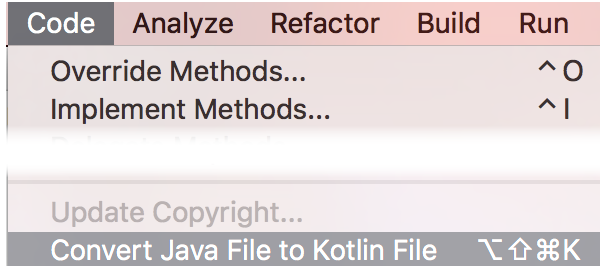 Code Analyze Refactor Build Run
Override Methods... ^ O
Implement Methods... ^ I
Update Copyright...
Convert Java File to Kotlin File ⌥⇧⌘K